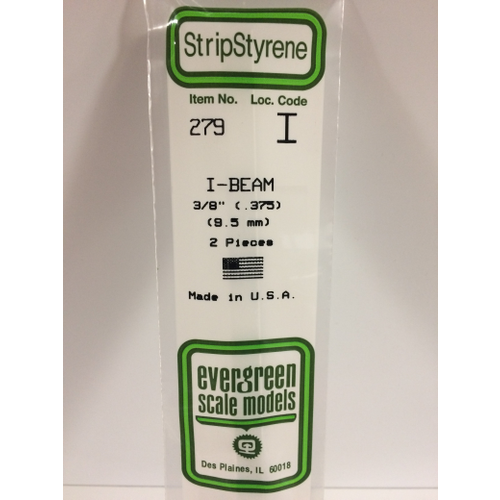 StripStyrene
Item No. Loc. Code
279 I
I-BEAM
3/8" (.375)
(9.5 mm)
2 Pieces
Made in U.S.A.
evergreen
scale models
Des Plaines, IL 60018